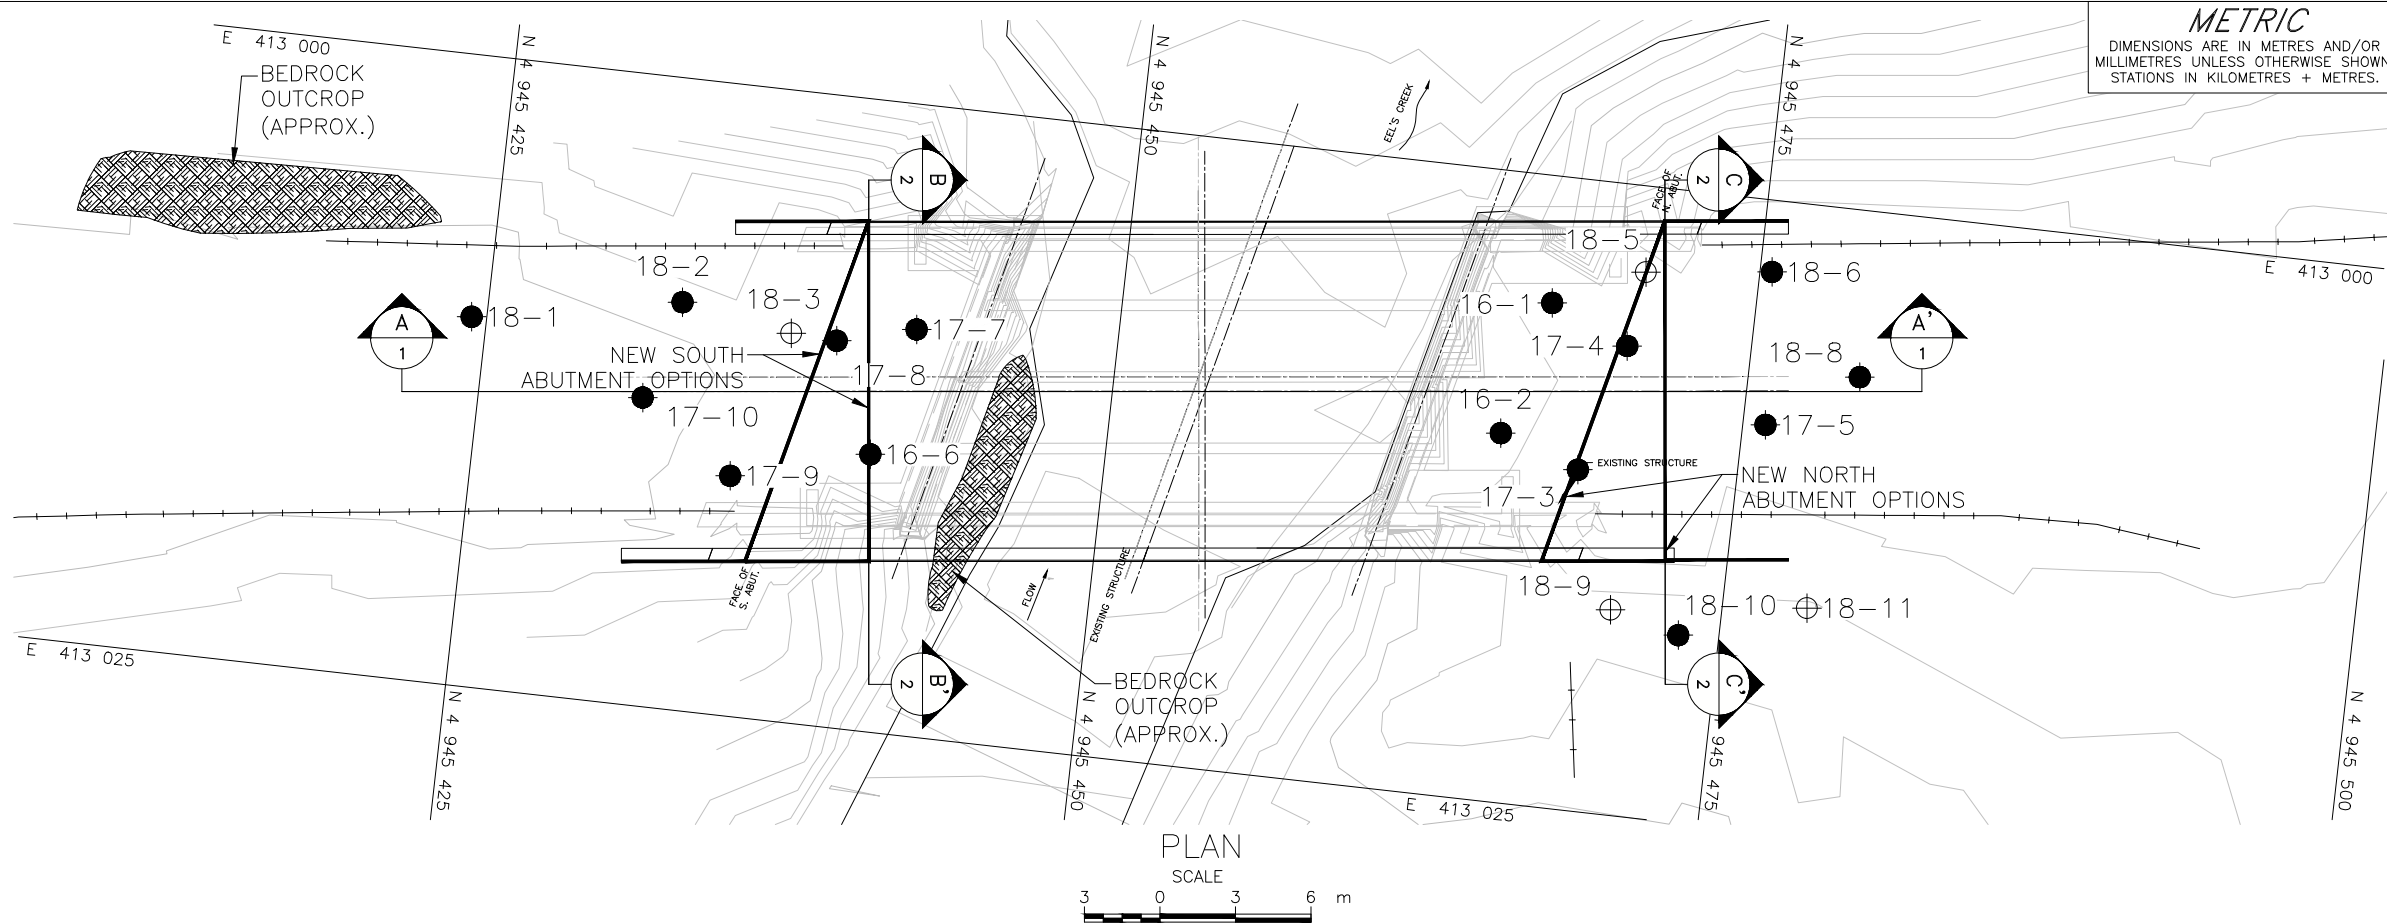 METRIC
DIMENSIONS ARE IN METRES AND/OR
MILLIMETRES UNLESS OTHERWISE SHOWN
STATIONS IN KILOMETRES + METRES.
E 413 000
BEDROCK
OUTCROP
(APPROX.)
N 4 945 425
N 4 945 450
N 4 945 475
EEL'S CREEK
B
2
C
2
FACE OF
N. ABUT.
E 413 000
18-1
18-2
18-3
17-7
18-5
18-6
16-1
17-4
18-8
A
1
A'
1
NEW SOUTH
ABUTMENT OPTIONS
17-8
17-10
16-2
17-5
16-6
17-9
EXISTING STRUCTURE
17-3
NEW NORTH
ABUTMENT OPTIONS
FACE OF
S. ABUT.
FLOW
EXISTING STRUCTURE
18-9
18-10
18-11
E 413 025
B'
2
C'
2
BEDROCK
OUTCROP
(APPROX.)
N 4 945 425
N 4 945 450
945 475
N 4 945 500
E 413 025
PLAN
SCALE
3 0 3 6 m